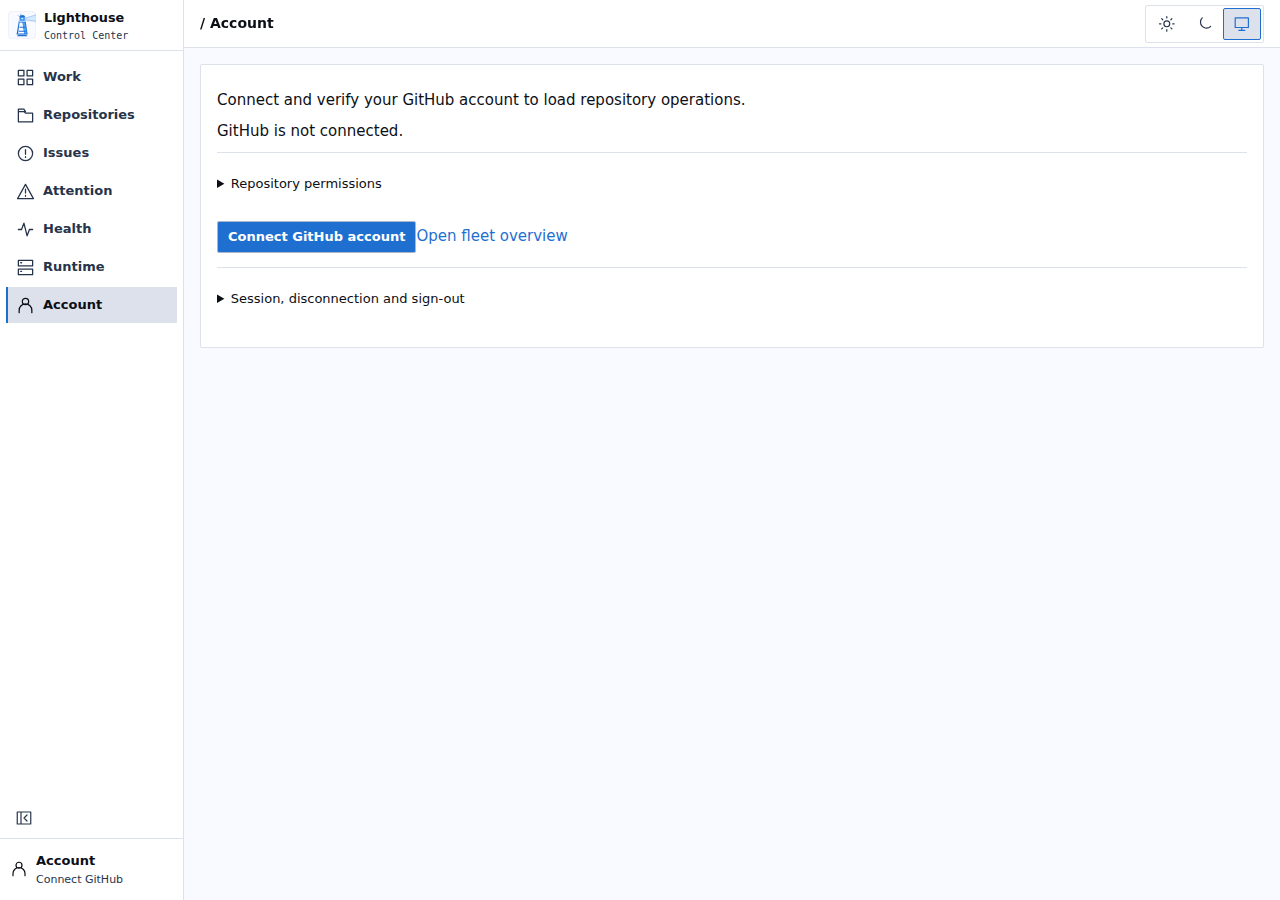 Lighthouse
Control Center
Work
Repositories
Issues
Attention
Health
Runtime
Account
Account
Connect GitHub
/ Account
Connect and verify your GitHub account to load repository operations.
GitHub is not connected.
Repository permissions
Connect GitHub account Open fleet overview
Session, disconnection and sign-out